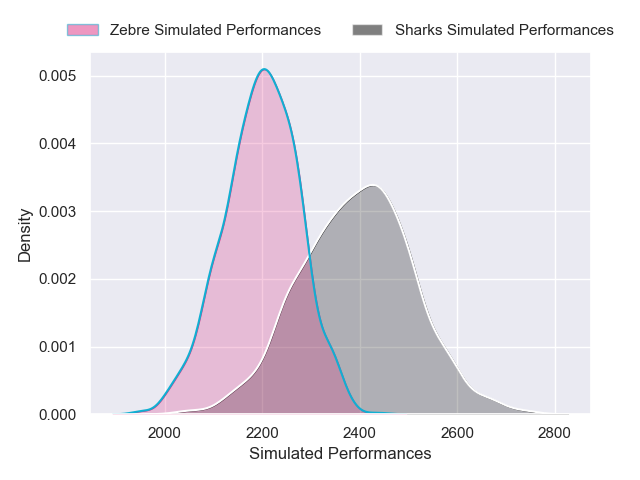 Zebre Simulated Performances Sharks Simulated Performances
0.005
0.004
0.003
0.002
0.001
0.000
Density
2000 2200 2400 2600 2800
Simulated Performances